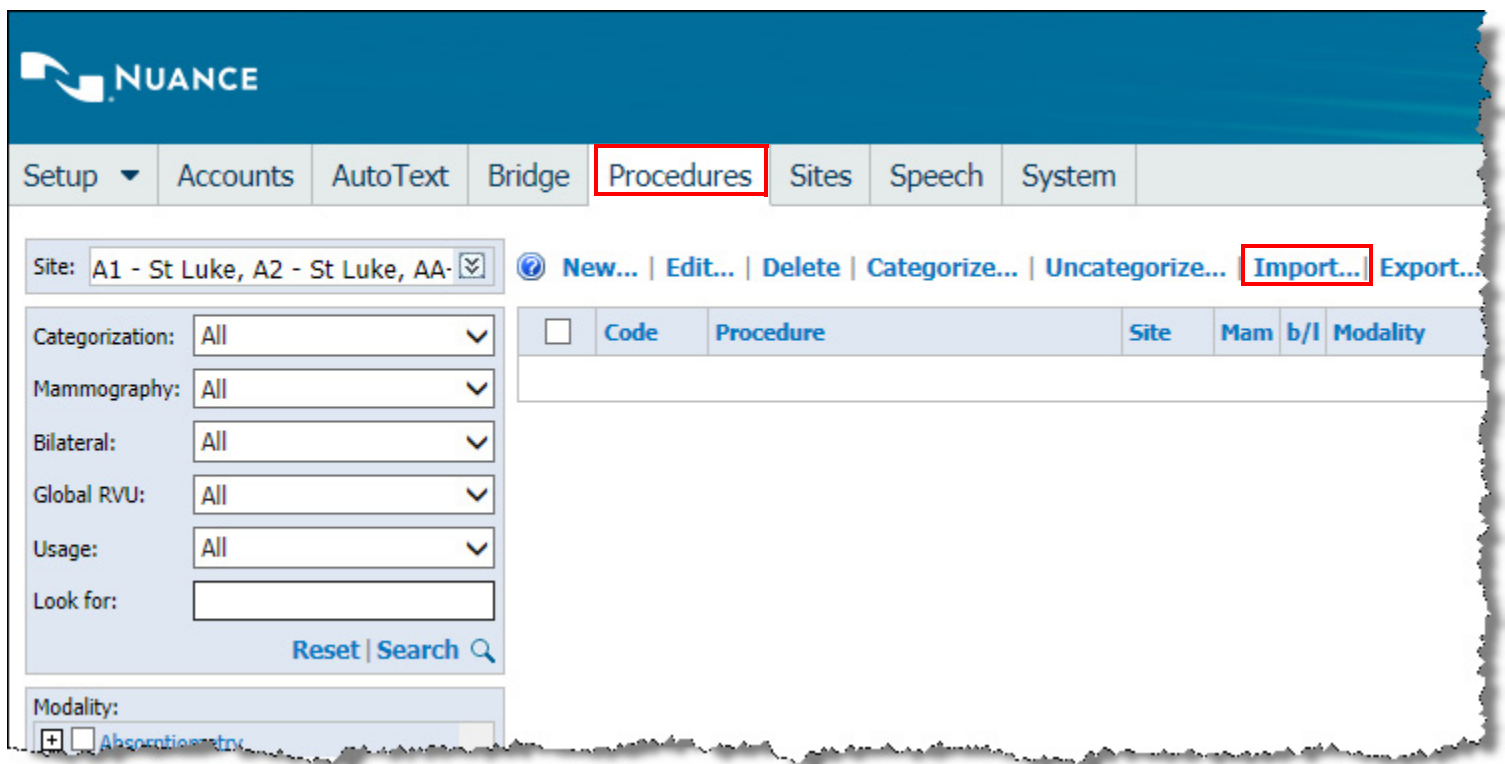 NUANCE
Setup Accounts AutoText Bridge Procedures Sites Speech System
Site: A1 - St Luke, A2 - St Luke, AA-
New... | Edit... | Delete | Categorize... | Uncategorize... | Import... | Export...
Categorization: All
Mammography: All
Bilateral: All
Global RVU: All
Usage: All
Look for:
Reset | Search
Code Procedure Site Mam b/l Modality
Modality:
Absorptiometry